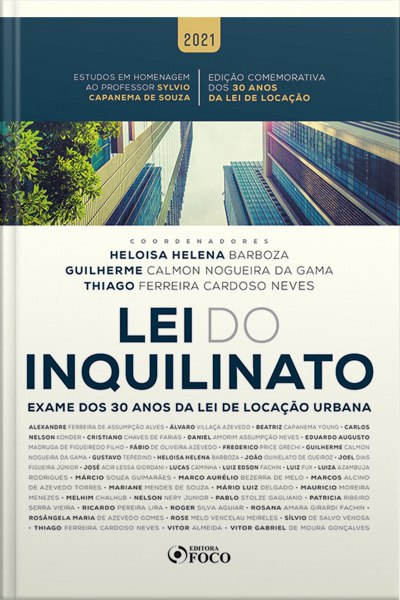 2021
ESTUDOS EM HOMENAGEM
AO PROFESSOR SYLVIO
CAPANEMA DE SOUZA
EDIÇÃO COMEMORATIVA
DOS 30 ANOS
DA LEI DE LOCAÇÃO
COORDENADORES
HELOISA HELENA BARBOZA
GUILHERME CALMON NOGUEIRA DA GAMA
THIAGO FERREIRA CARDOSO NEVES
LEI DO
INQUILINATO
EXAME DOS 30 ANOS DA LEI DE LOCAÇÃO URBANA
ALEXANDRE FERREIRA DE ASSUMPÇÃO ALVES • ÁLVARO VILLAÇA AZEVEDO • BEATRIZ CAPANEMA YOUNG • CARLOS
NELSON KONDER • CRISTIANO CHAVES DE FARIAS • DANIEL AMORIM ASSUMPÇÃO NEVES • EDUARDO AUGUSTO
MADRUGA DE FIGUEIREDO FILHO • FÁBIO DE OLIVEIRA AZEVEDO • FREDERICO PRICE GRECHI • GUILHERME CALMON
NOGUEIRA DA GAMA • GUSTAVO TEPEDINO • HELOISA HELENA BARBOZA • JOÃO QUINELATO DE QUEIROZ • JOEL DIAS
FIGUEIRA JÚNIOR • JOSÉ ACIR LESSA GIORDANI • LUCAS CAMINHA • LUIZ EDSON FACHIN • LUIZ FUX • LUIZA AZAMBUJA
RODRIGUES • MÁRCIO SOUZA GUIMARÃES • MARCO AURÉLIO BEZERRA DE MELO • MARCOS ALCINO
DE AZEVEDO TORRES • MARIANE MENDES DE SOUZA • MÁRIO LUIZ DELGADO • MAURICIO MOREIRA
MENEZES • MELHIM CHALHUB • NELSON NERY JUNIOR • PABLO STOLZE GAGLIANO • PATRICIA RIBEIRO
SERRA VIEIRA • RICARDO PEREIRA LIRA • ROGER SILVA AGUIAR • ROSANA AMARA GIRARDI FACHIN •
ROSÂNGELA MARIA DE AZEVEDO GOMES • ROSE MELO VENCELAU MEIRELES • SÍLVIO DE SALVO VENOSA
• THIAGO FERREIRA CARDOSO NEVES • VITOR ALMEIDA • VITOR GABRIEL DE MOURA GONÇALVES
EDITORA
FOCO